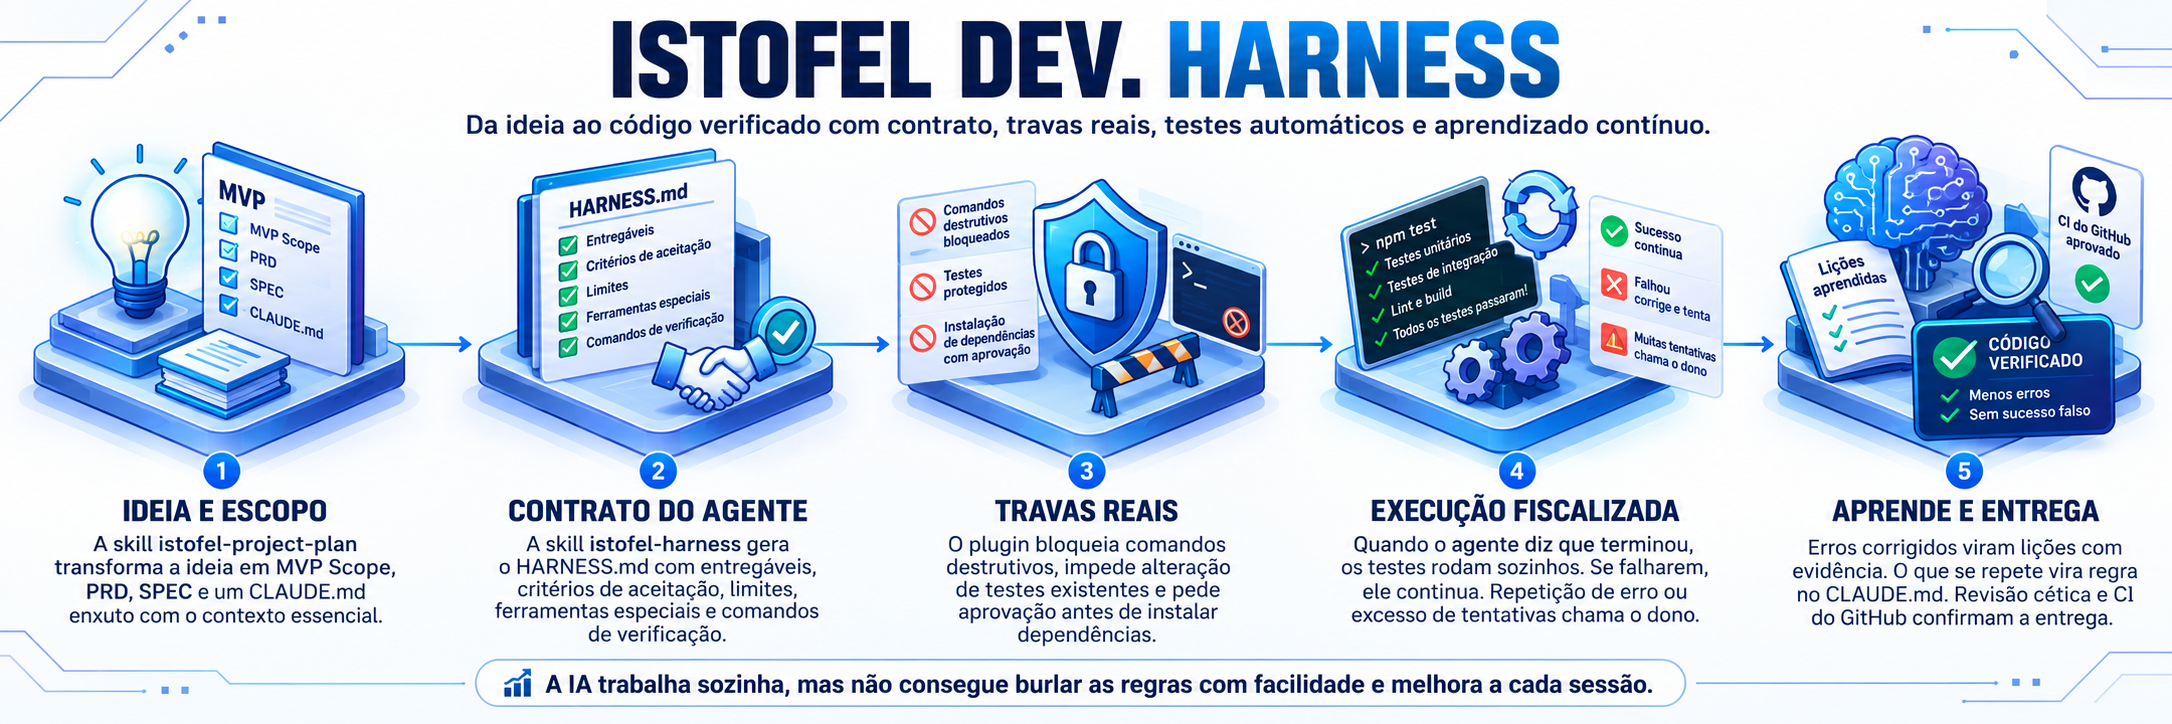 ISTOFEL DEV. HARNESS
Da ideia ao código verificado com contrato, travas reais, testes automáticos e aprendizado contínuo.
MVP
MVP Scope
PRD
SPEC
CLAUDE.md
1
IDEIA E ESCOPO
A skill istofel-project-plan
transforma a ideia em MVP Scope,
PRD, SPEC e um CLAUDE.md
enxuto com o contexto essencial.
HARNESS.md
Entregáveis
Critérios de aceitação
Limites
Ferramentas especiais
Comandos de verificação
2
CONTRATO DO AGENTE
A skill istofel-harness gera
o HARNESS.md com entregáveis,
critérios de aceitação, limites,
ferramentas especiais e comandos
de verificação.
Comandos
destrutivos
bloqueados
Testes
protegidos
Instalação
de dependências
com aprovação
>_
3
TRAVAS REAIS
O plugin bloqueia comandos
destrutivos, impede alteração
de testes existentes e pede
aprovação antes de instalar
dependências.
> npm test
Testes unitários
Testes de integração
Lint e build
Todos os testes passaram!
Sucesso
continua
Falhou
corrige e tenta
Muitas tentativas
chama o dono
4
EXECUÇÃO FISCALIZADA
Quando o agente diz que terminou,
os testes rodam sozinhos. Se falharem,
ele continua. Repetição de erro ou
excesso de tentativas chama o dono.
Lições
aprendidas
CI do GitHub
aprovado
CÓDIGO
VERIFICADO
Menos erros
Sem sucesso falso
5
APRENDE E ENTREGA
Erros corrigidos viram lições com
evidência. O que se repete vira regra
no CLAUDE.md. Revisão cética e CI
do GitHub confirmam a entrega.
A IA trabalha sozinha, mas não consegue burlar as regras com facilidade e melhora a cada sessão.